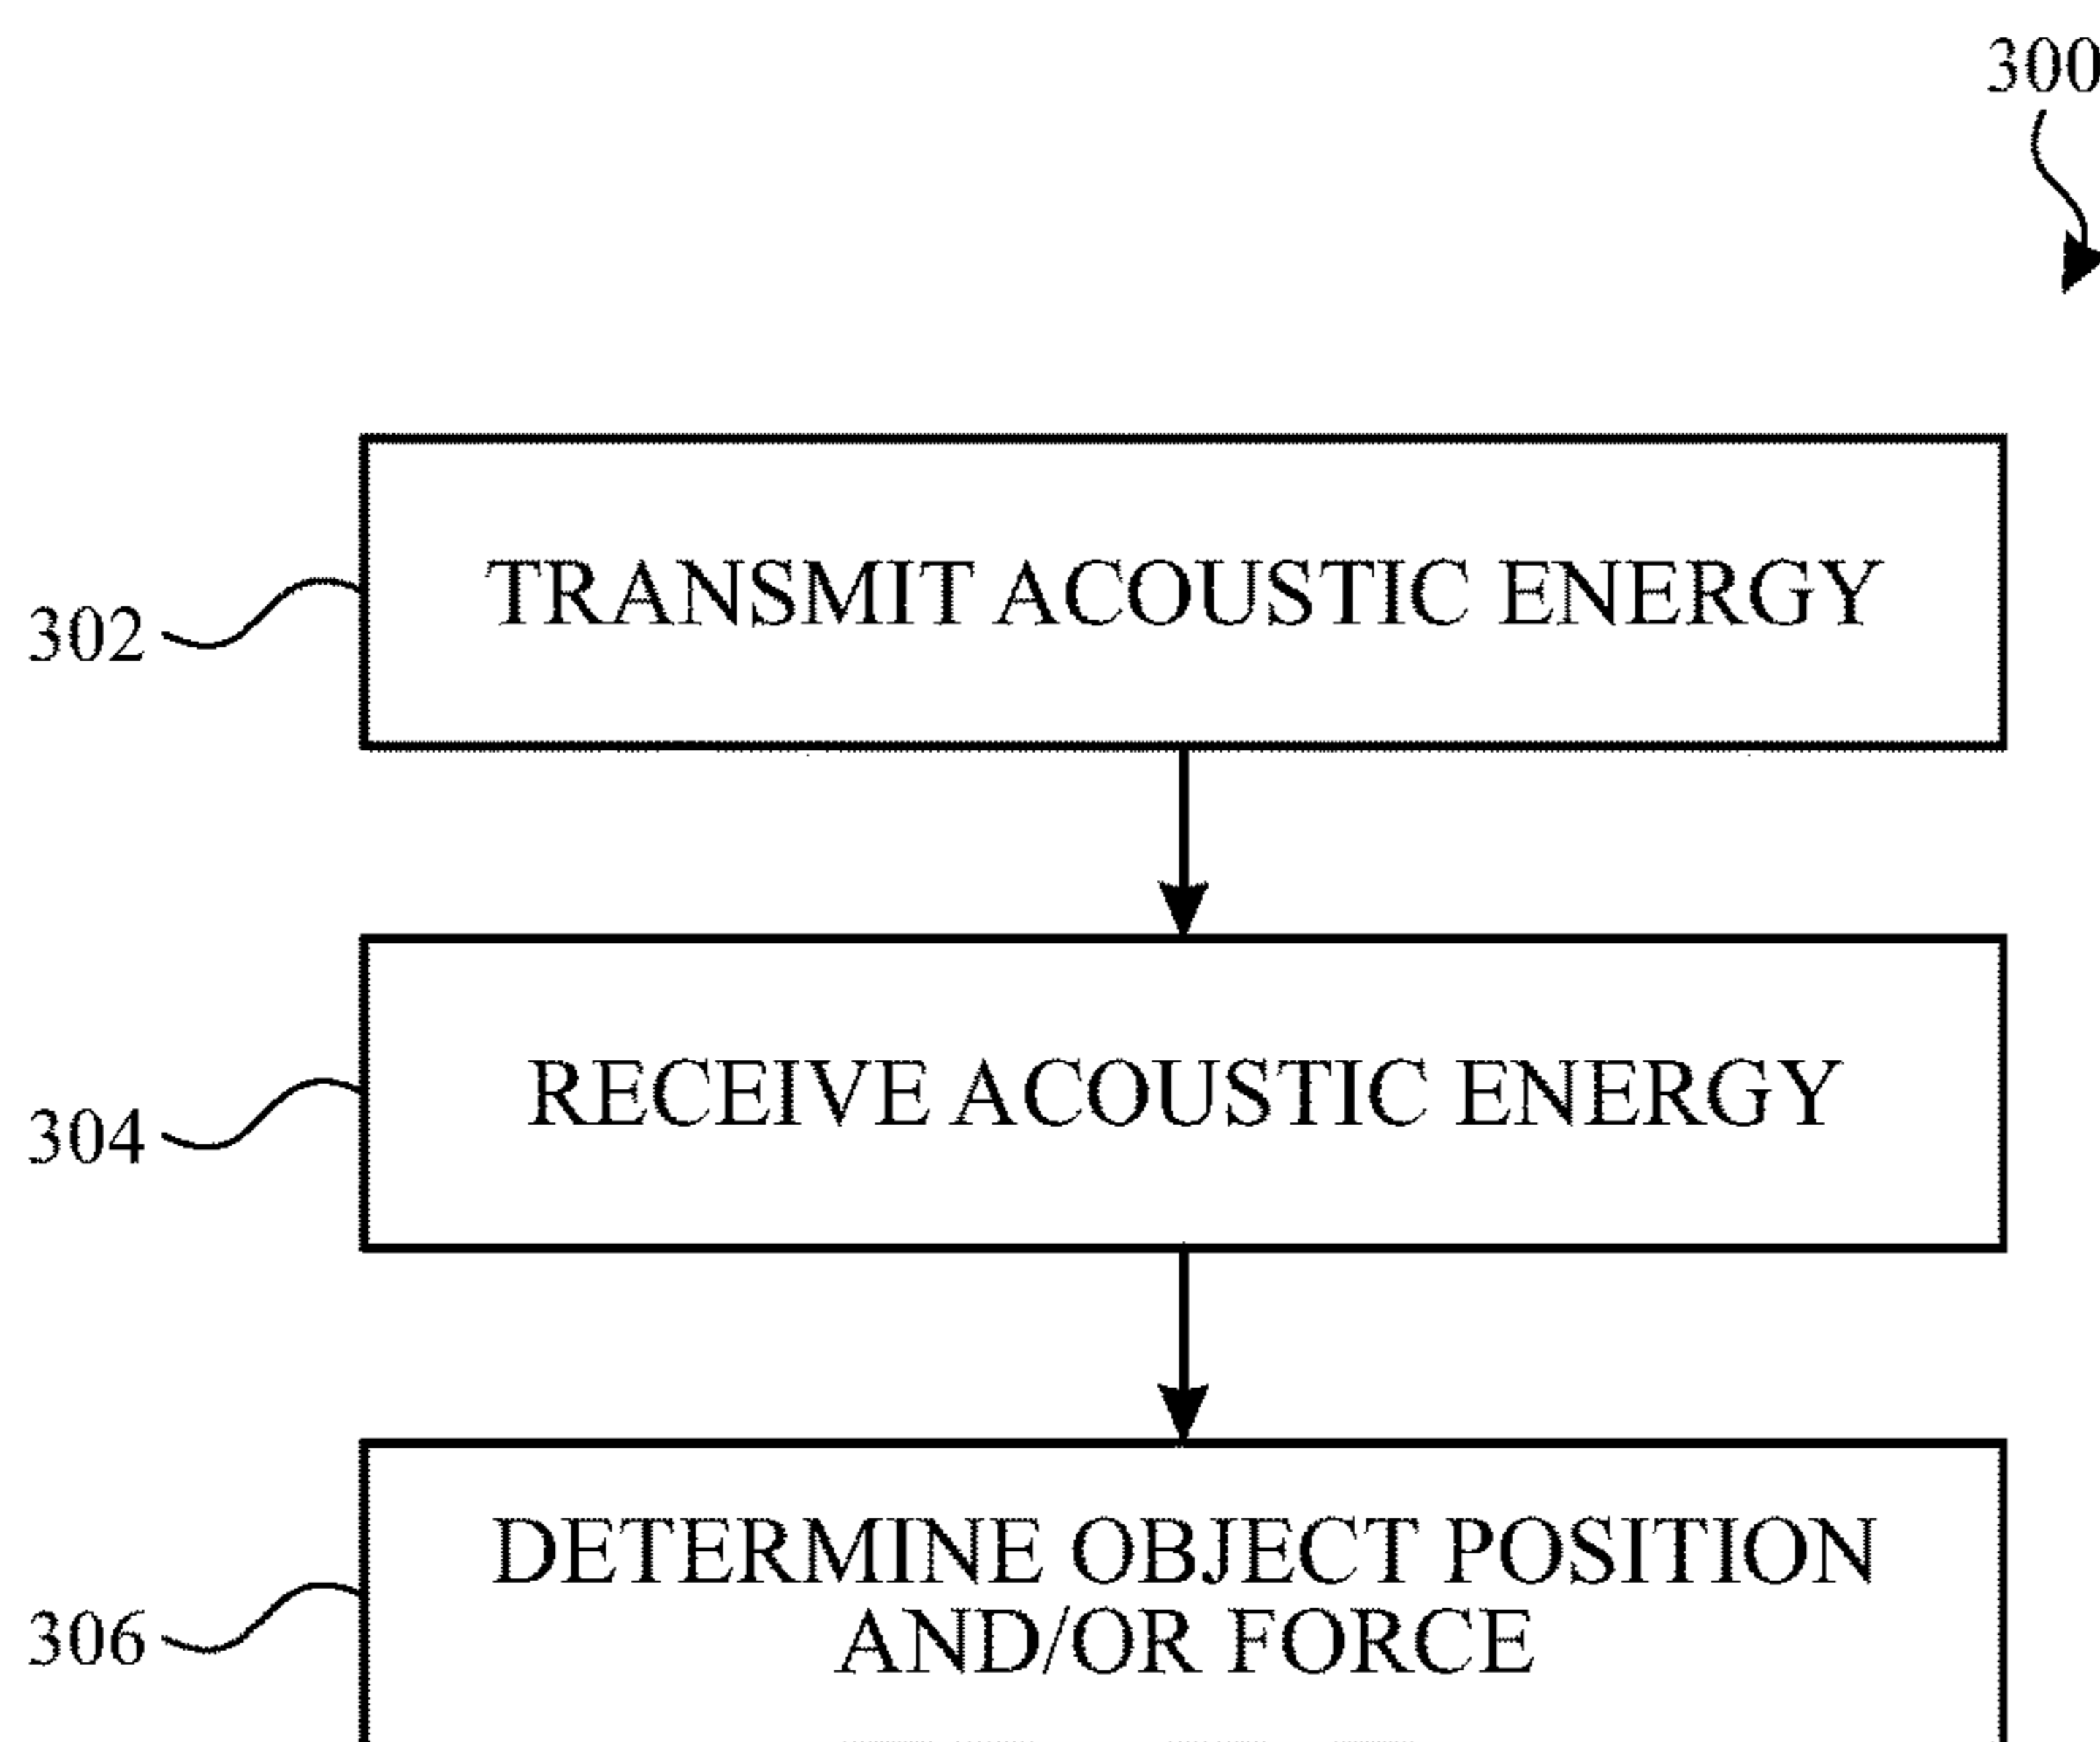 300
TRANSMIT ACOUSTIC ENERGY
302
RECEIVE ACOUSTIC ENERGY
304
DETERMINE OBJECT POSITION
AND/OR FORCE
306